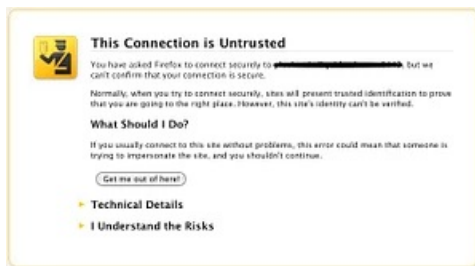 This Connection is Untrusted
You have asked Firefox to connect securely to , but we
can't confirm that your connection is secure.
Normally, when you try to connect securely, sites will present trusted identification to prove
that you are going to the right place. However, this site's identity can't be verified.
What Should I Do?
If you usually connect to this site without problems, this error could mean that someone is
trying to impersonate the site, and you shouldn't continue.
Get me out of here!
Technical Details
I Understand the Risks